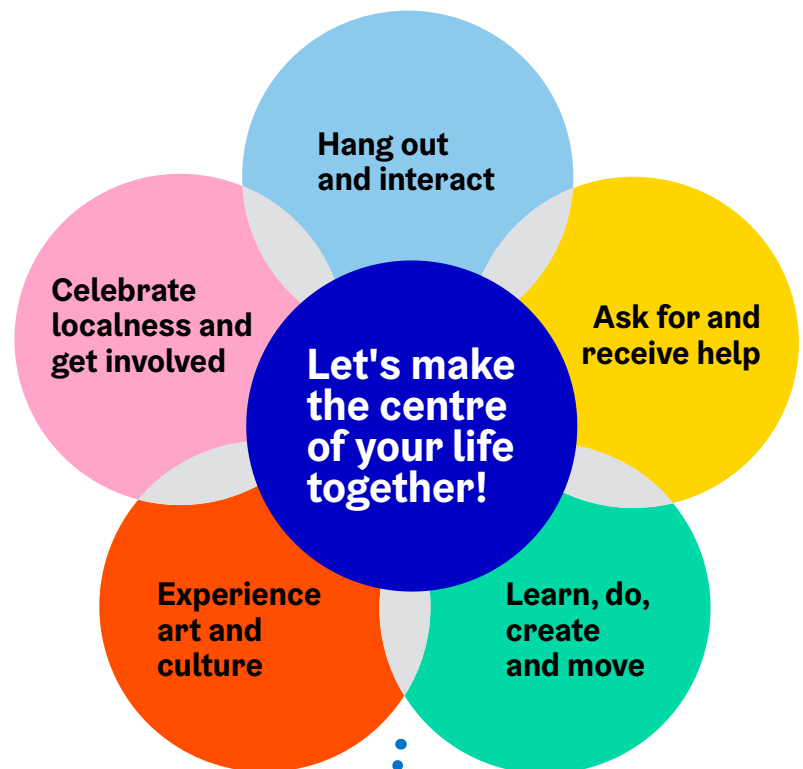 Hang out
and interact
Celebrate
localness and
get involved
Ask for and
receive help
Let's make
the centre
of your life
together!
Experience
art and
culture
Learn, do,
create
and move